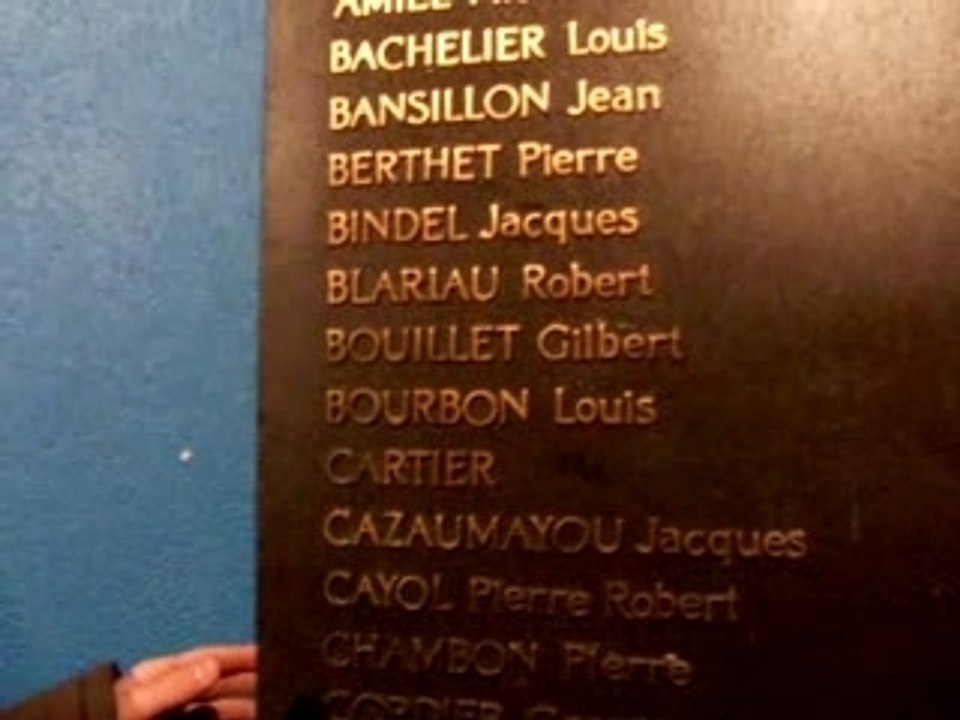 BACHELIER Louis
BANSILLON Jean
BERTHET Pierre
BINDEL Jacques
BLARIAU Robert
BOUILLET Gilbert
BOURBON Louis
CARTIER
CAZAUMAYOU Jacques
CAYOL Pierre Robert
CHAMBON Pierre
CORDIER